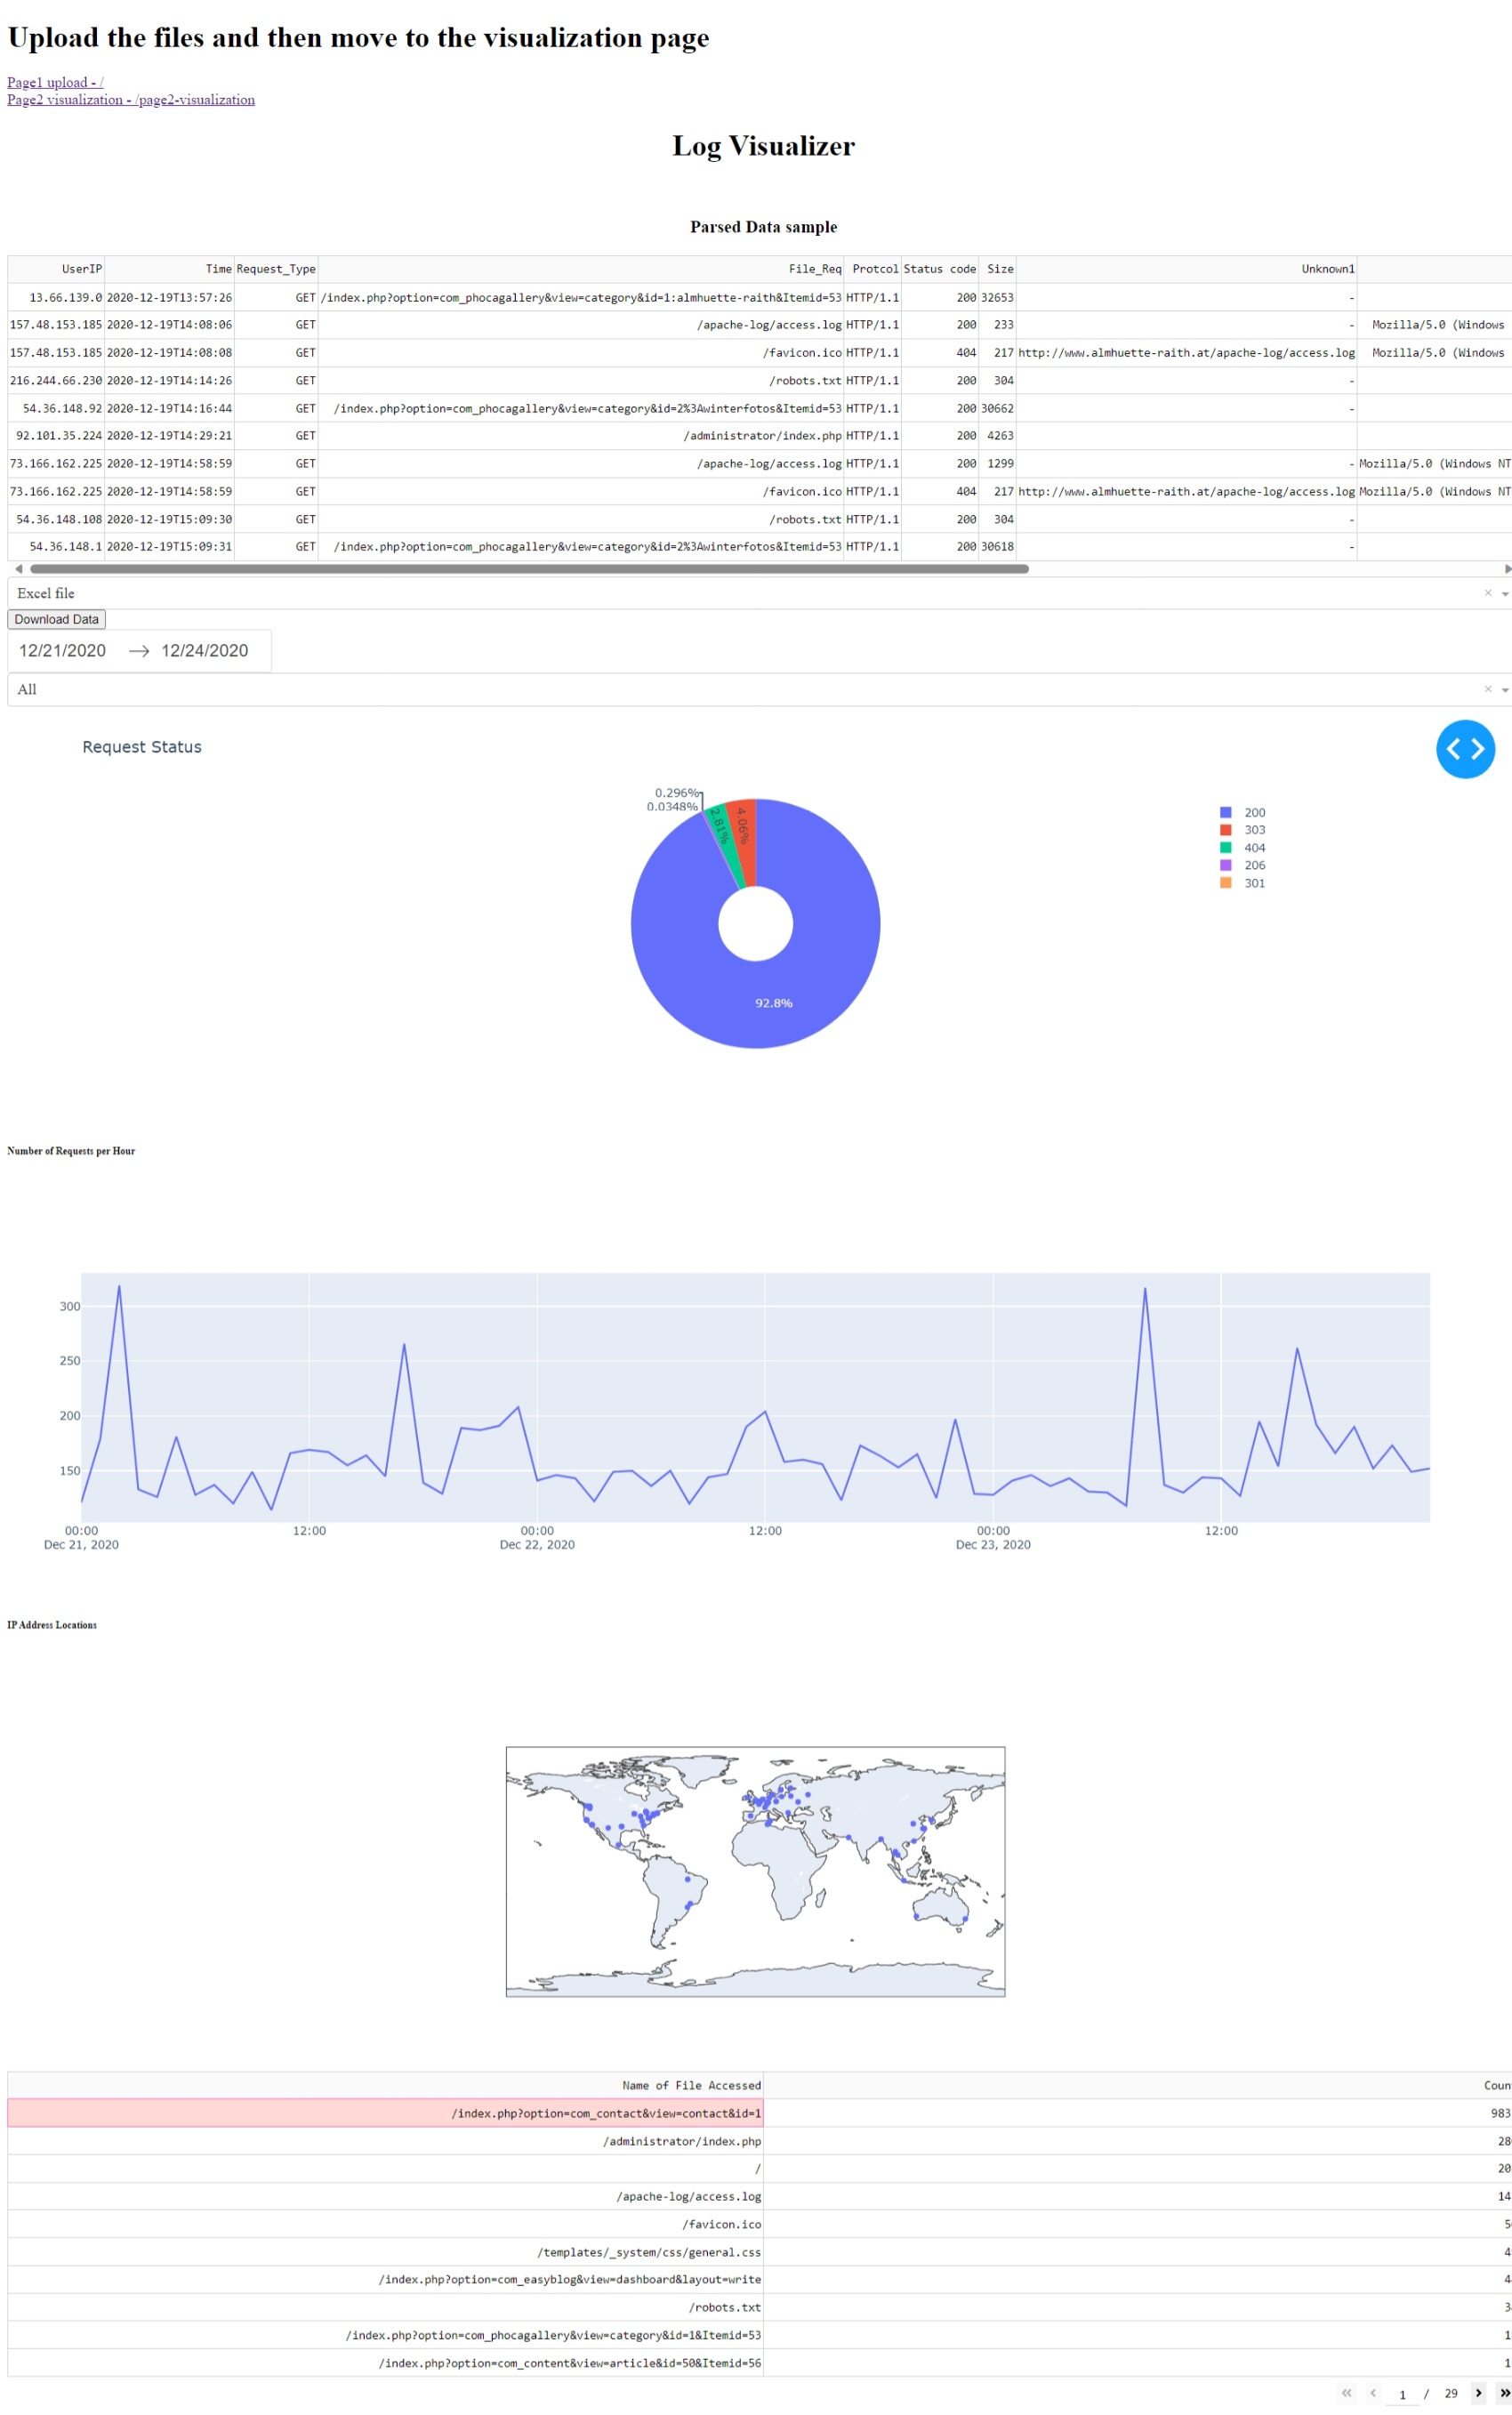 Upload the files and then move to the visualization page
Page1 upload - /
Page2 visualization - /page2-visualization
Log Visualizer
Parsed Data sample
UserIP Time Request_Type File_Req Protcol Status code Size Unknown1
13.66.139.0 2020-12-19T13:57:26 GET /index.php?option=com_phocagallery&view=category&id=1:almhuette-raith&Itemid=53 HTTP/1.1 200 32653 -
157.48.153.185 2020-12-19T14:08:06 GET /apache-log/access.log HTTP/1.1 200 233 - Mozilla/5.0 (Windows
157.48.153.185 2020-12-19T14:08:08 GET /favicon.ico HTTP/1.1 404 217 http://www.almhuette-raith.at/apache-log/access.log Mozilla/5.0 (Windows
216.244.66.230 2020-12-19T14:14:26 GET /robots.txt HTTP/1.1 200 304 -
54.36.148.92 2020-12-19T14:16:44 GET /index.php?option=com_phocagallery&view=category&id=2%3Awinterfotos&Itemid=53 HTTP/1.1 200 30662 -
92.101.35.224 2020-12-19T14:29:21 GET /administrator/index.php HTTP/1.1 200 4263
73.166.162.225 2020-12-19T14:58:59 GET /apache-log/access.log HTTP/1.1 200 1299 - Mozilla/5.0 (Windows NT
73.166.162.225 2020-12-19T14:58:59 GET /favicon.ico HTTP/1.1 404 217 http://www.almhuette-raith.at/apache-log/access.log Mozilla/5.0 (Windows NT
54.36.148.108 2020-12-19T15:09:30 GET /robots.txt HTTP/1.1 200 304 -
54.36.148.1 2020-12-19T15:09:31 GET /index.php?option=com_phocagallery&view=category&id=2%3Awinterfotos&Itemid=53 HTTP/1.1 200 30618 -
Excel file
Download Data
12/21/2020 → 12/24/2020
All
Request Status
0.296%
0.0348%
2.81%
4.06%
92.8%
200
303
404
206
301
Number of Requests per Hour
300
250
200
150
00:00 12:00 00:00 12:00 00:00 12:00
Dec 21, 2020 Dec 22, 2020 Dec 23, 2020
IP Address Locations
Name of File Accessed Coun
/index.php?option=com_contact&view=contact&id=1 983
/administrator/index.php 28
/ 20
/apache-log/access.log 14
/favicon.ico 5
/templates/_system/css/general.css 4
/index.php?option=com_easyblog&view=dashboard&layout=write 4
/robots.txt 3
/index.php?option=com_phocagallery&view=category&id=1&Itemid=53 1
/index.php?option=com_content&view=article&id=50&Itemid=56 1
1 / 29